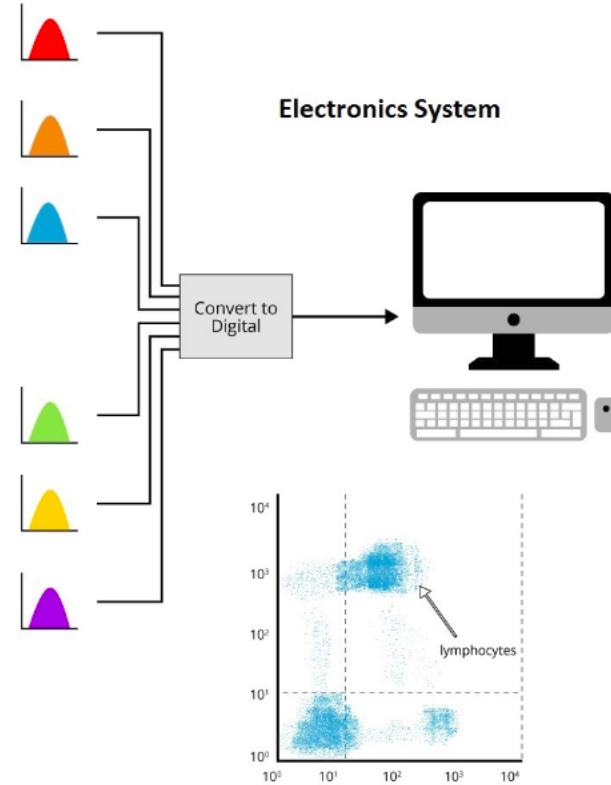 Electronics System
Convert to
Digital
10⁴
10³
10²
10¹
10⁰
lymphocytes
10⁰ 10¹ 10² 10³ 10⁴